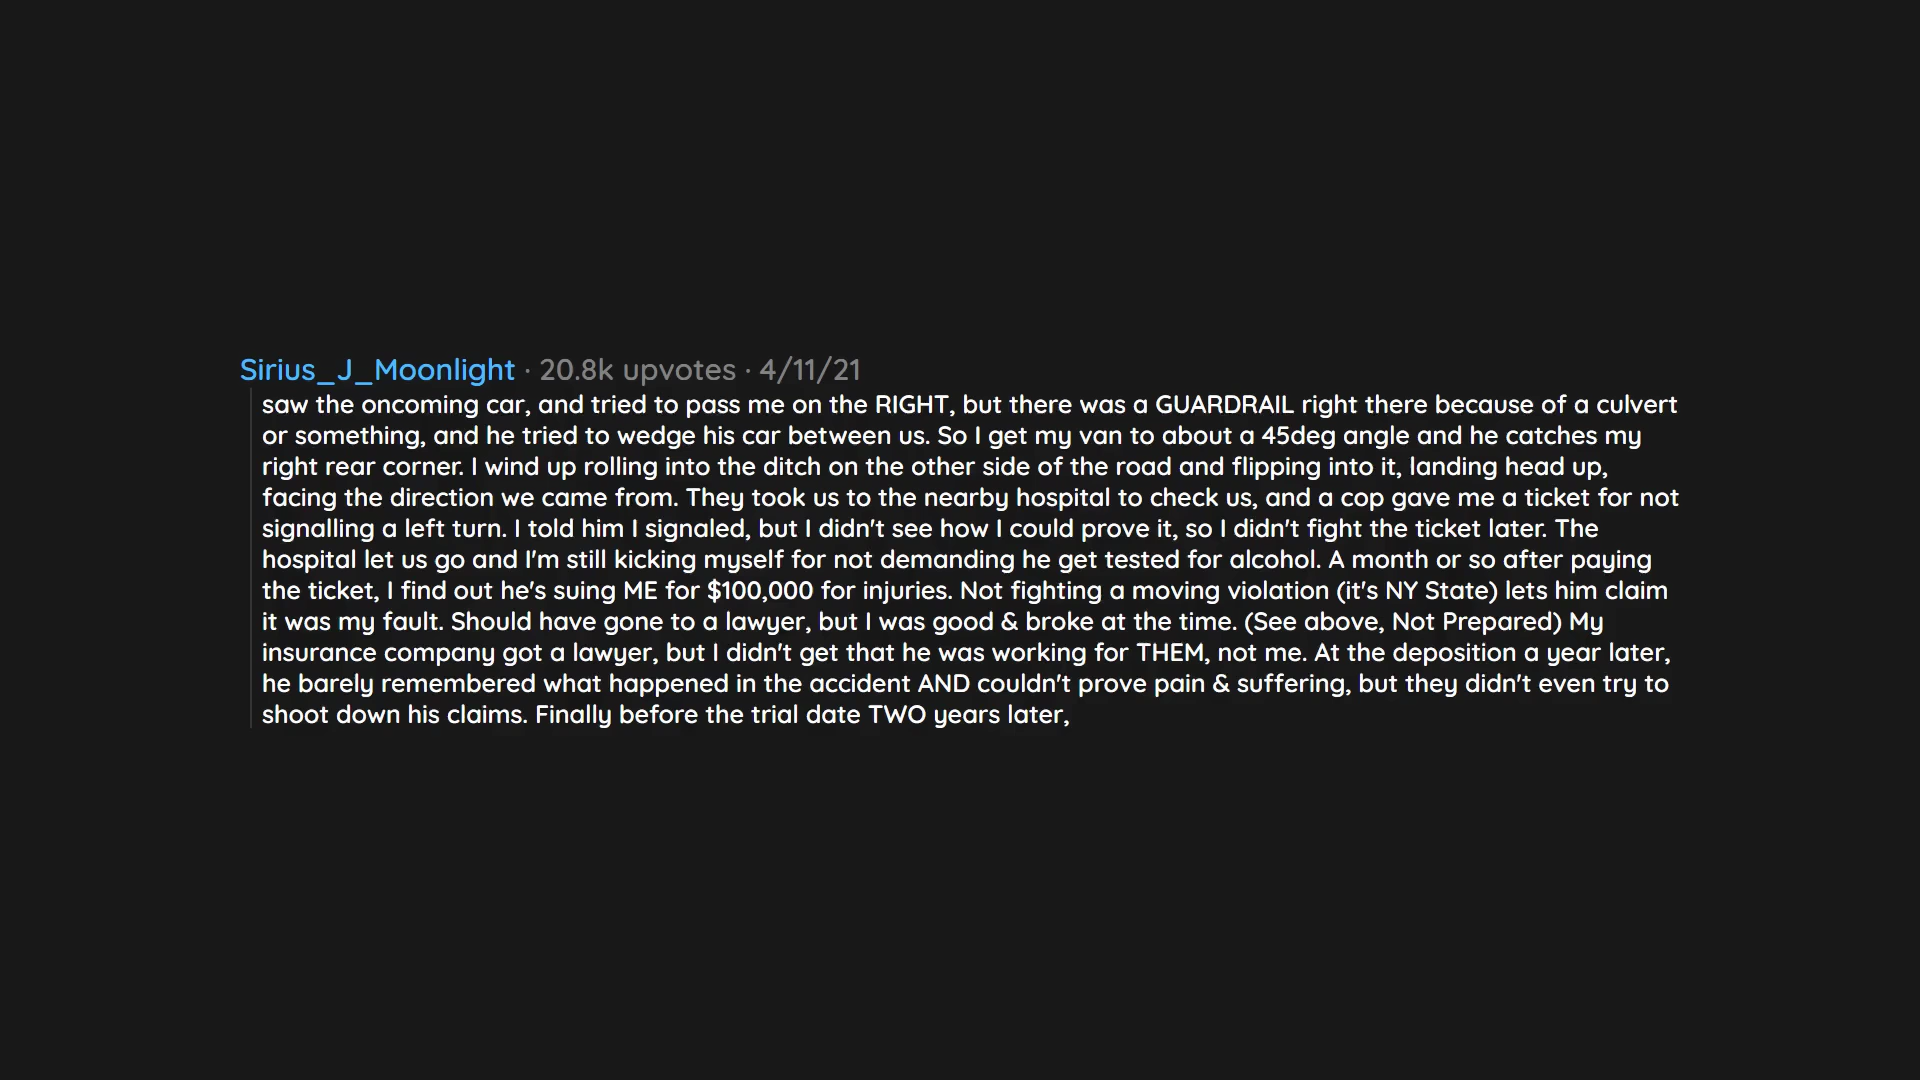 Sirius_J_Moonlight · 20.8k upvotes · 4/11/21
saw the oncoming car, and tried to pass me on the RIGHT, but there was a GUARDRAIL right there because of a culvert
or something, and he tried to wedge his car between us. So I get my van to about a 45deg angle and he catches my
right rear corner. I wind up rolling into the ditch on the other side of the road and flipping into it, landing head up,
facing the direction we came from. They took us to the nearby hospital to check us, and a cop gave me a ticket for not
signalling a left turn. I told him I signaled, but I didn't see how I could prove it, so I didn't fight the ticket later. The
hospital let us go and I'm still kicking myself for not demanding he get tested for alcohol. A month or so after paying
the ticket, I find out he's suing ME for $100,000 for injuries. Not fighting a moving violation (it's NY State) lets him claim
it was my fault. Should have gone to a lawyer, but I was good & broke at the time. (See above, Not Prepared) My
insurance company got a lawyer, but I didn't get that he was working for THEM, not me. At the deposition a year later,
he barely remembered what happened in the accident AND couldn't prove pain & suffering, but they didn't even try to
shoot down his claims. Finally before the trial date TWO years later,